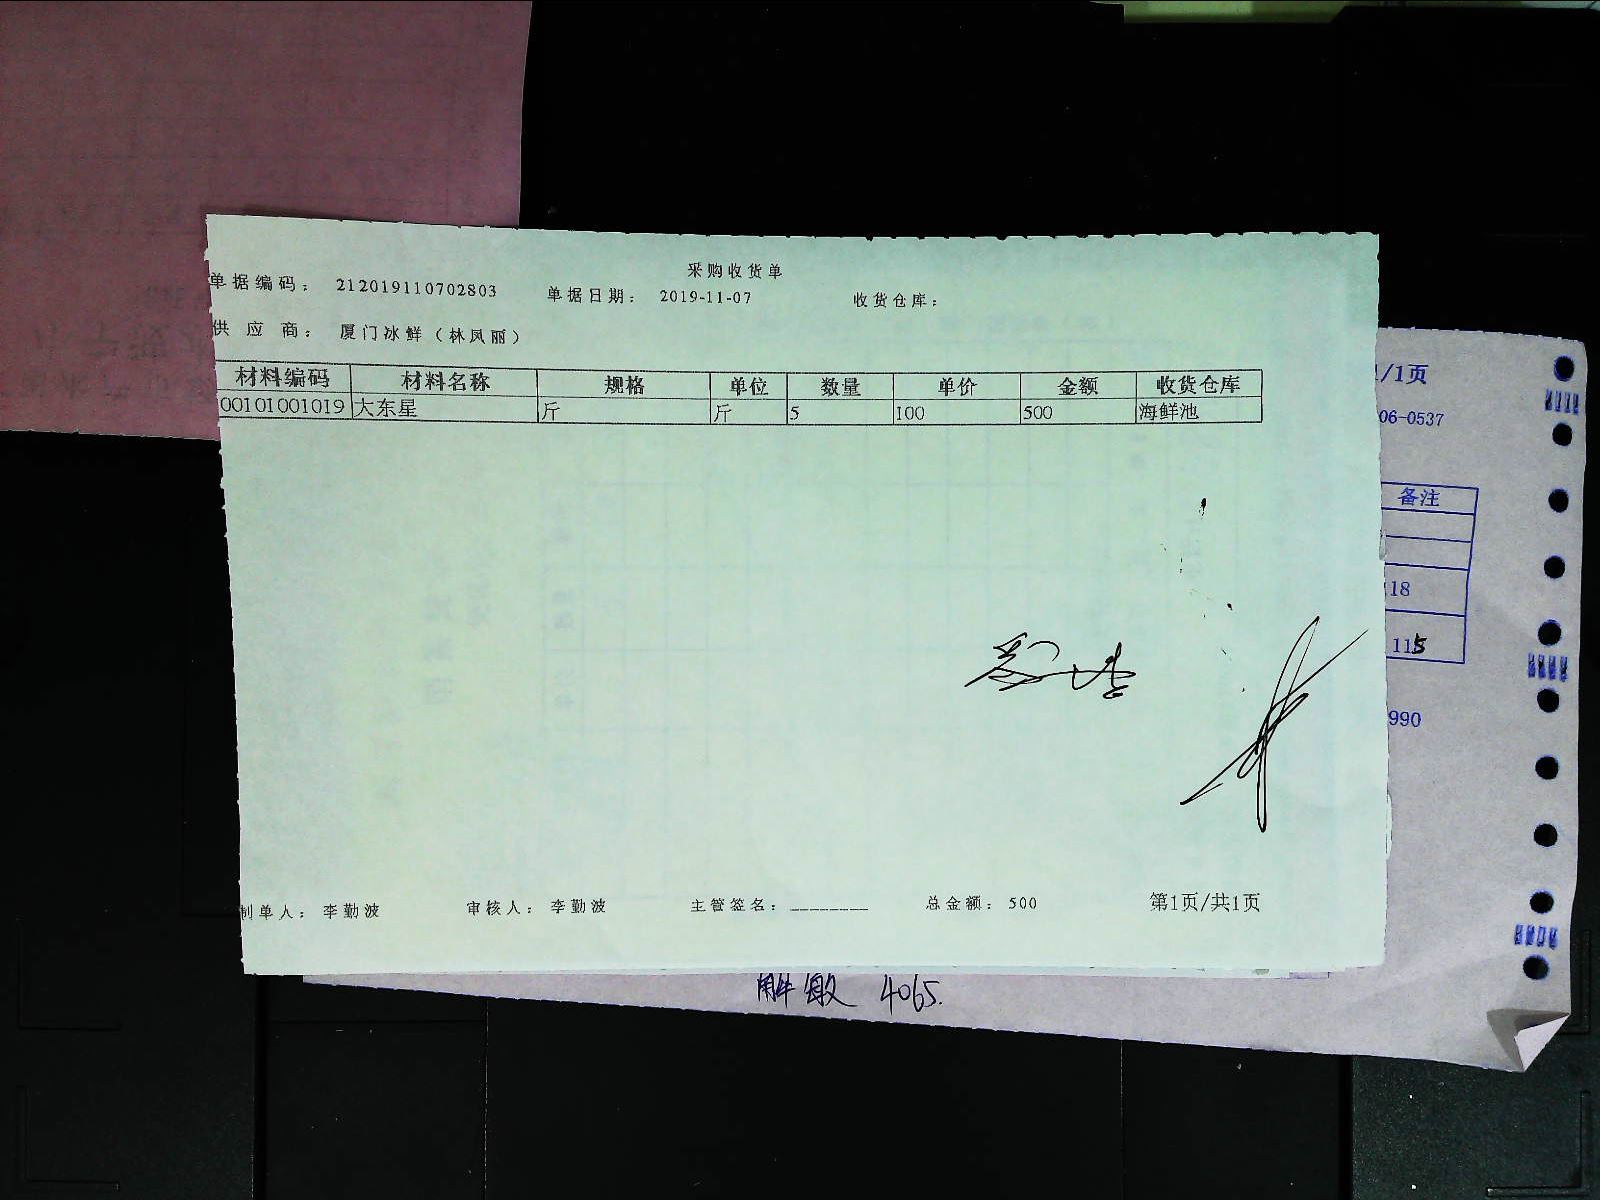 采购收货单
单据编码： 212019110702803 单据日期： 2019-11-07 收货仓库：
供 应 商： 厦门冰鲜（林凤丽）
材料编码 材料名称 规格 单位 数量 单价 金额 收货仓库
00101001019 大东星 斤 斤 5 100 500 海鲜池
制单人： 李勤波 审核人： 李勤波 主管签名：________ 总金额： 500 第1页/共1页
/1页
06-0537
备注
18
115
990
4065.